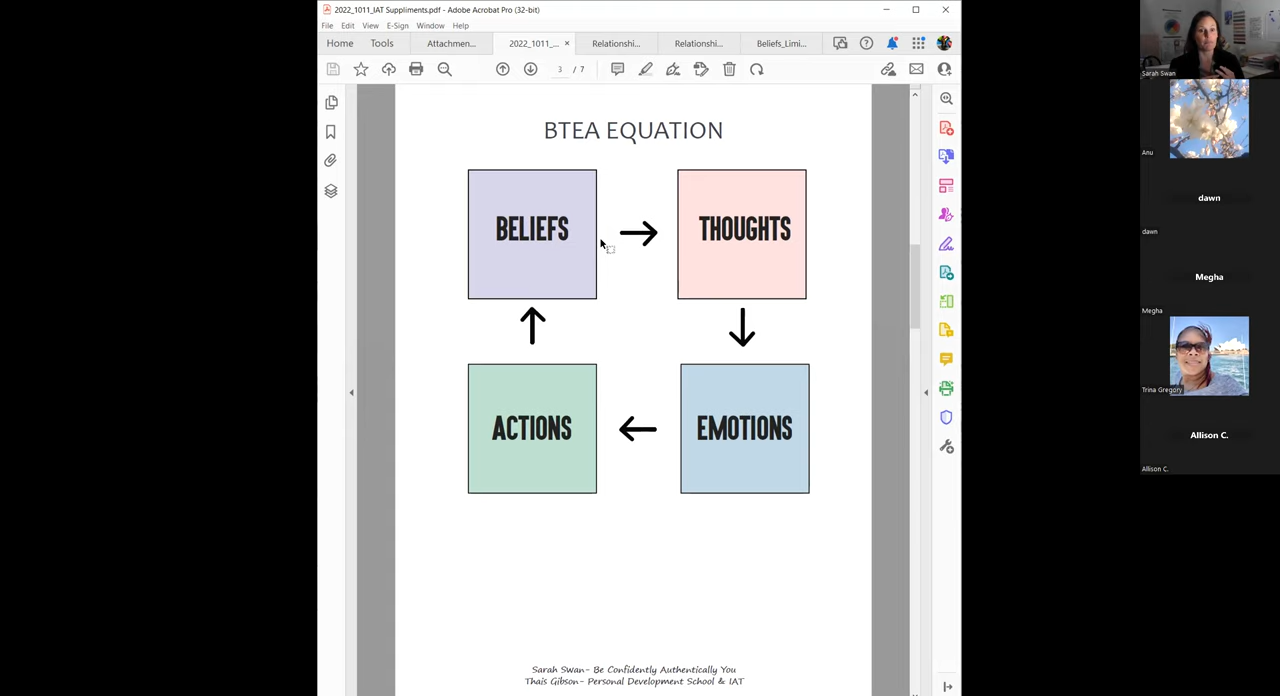 2022_1011_IAT Suppliments.pdf - Adobe Acrobat Pro (32-bit)
File Edit View E-Sign Window Help
Home Tools Attachmen... 2022_1011_... × Relationshi... Relationshi... Beliefs_Limi...
3 / 7
BTEA EQUATION
BELIEFS
THOUGHTS
ACTIONS
EMOTIONS
Sarah Swan- Be Confidently Authentically You
Thais Gibson- Personal Development School & IAT
Sarah Swan
Anu
dawn
dawn
Megha
Megha
Trina Gregory
Allison C.
Allison C.